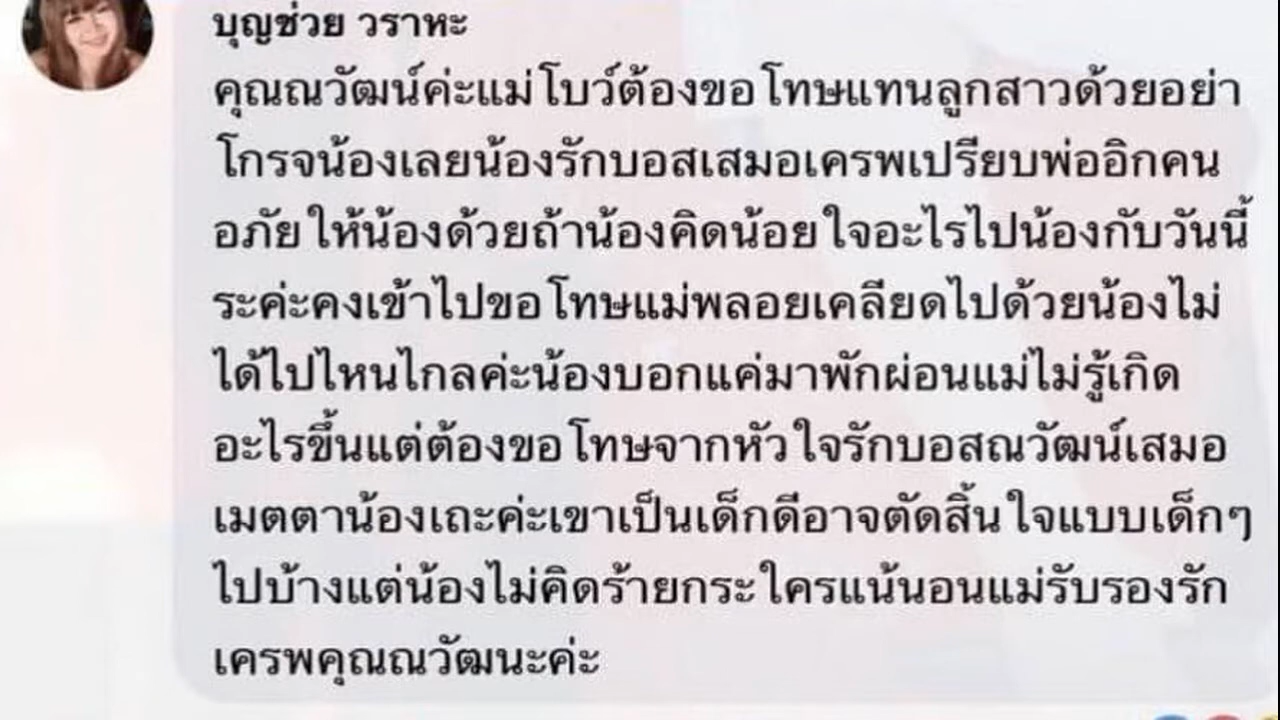 บุญช่วย วราหะ
คุณณวัฒน์ค่ะแม่โบว์ต้องขอโทษแทนลูกสาวด้วยอย่า
โกรจน้องเลยน้องรักบอสเสมอเครพเปรียบพ่ออิกคน
อภัยให้น้องด้วยถ้าน้องคิดน้อยใจอะไรไปน้องกับวันนี้
ระค่ะคงเข้าไปขอโทษแม่พลอยเคลียดไปด้วยน้องไม่
ได้ไปไหนไกลค่ะน้องบอกแค่มาพักผ่อนแม่ไม่รู้เกิด
อะไรขึ้นแต่ต้องขอโทษจากหัวใจรักบอสณวัฒน์เสมอ
เมตตาน้องเถะค่ะเขาเป็นเด็กดีอาจตัดสิ้นใจแบบเด็กๆ
ไปบ้างแต่น้องไม่คิดร้ายกระใครแน้นอนแม่รับรองรัก
เครพคุณณวัฒนะค่ะ